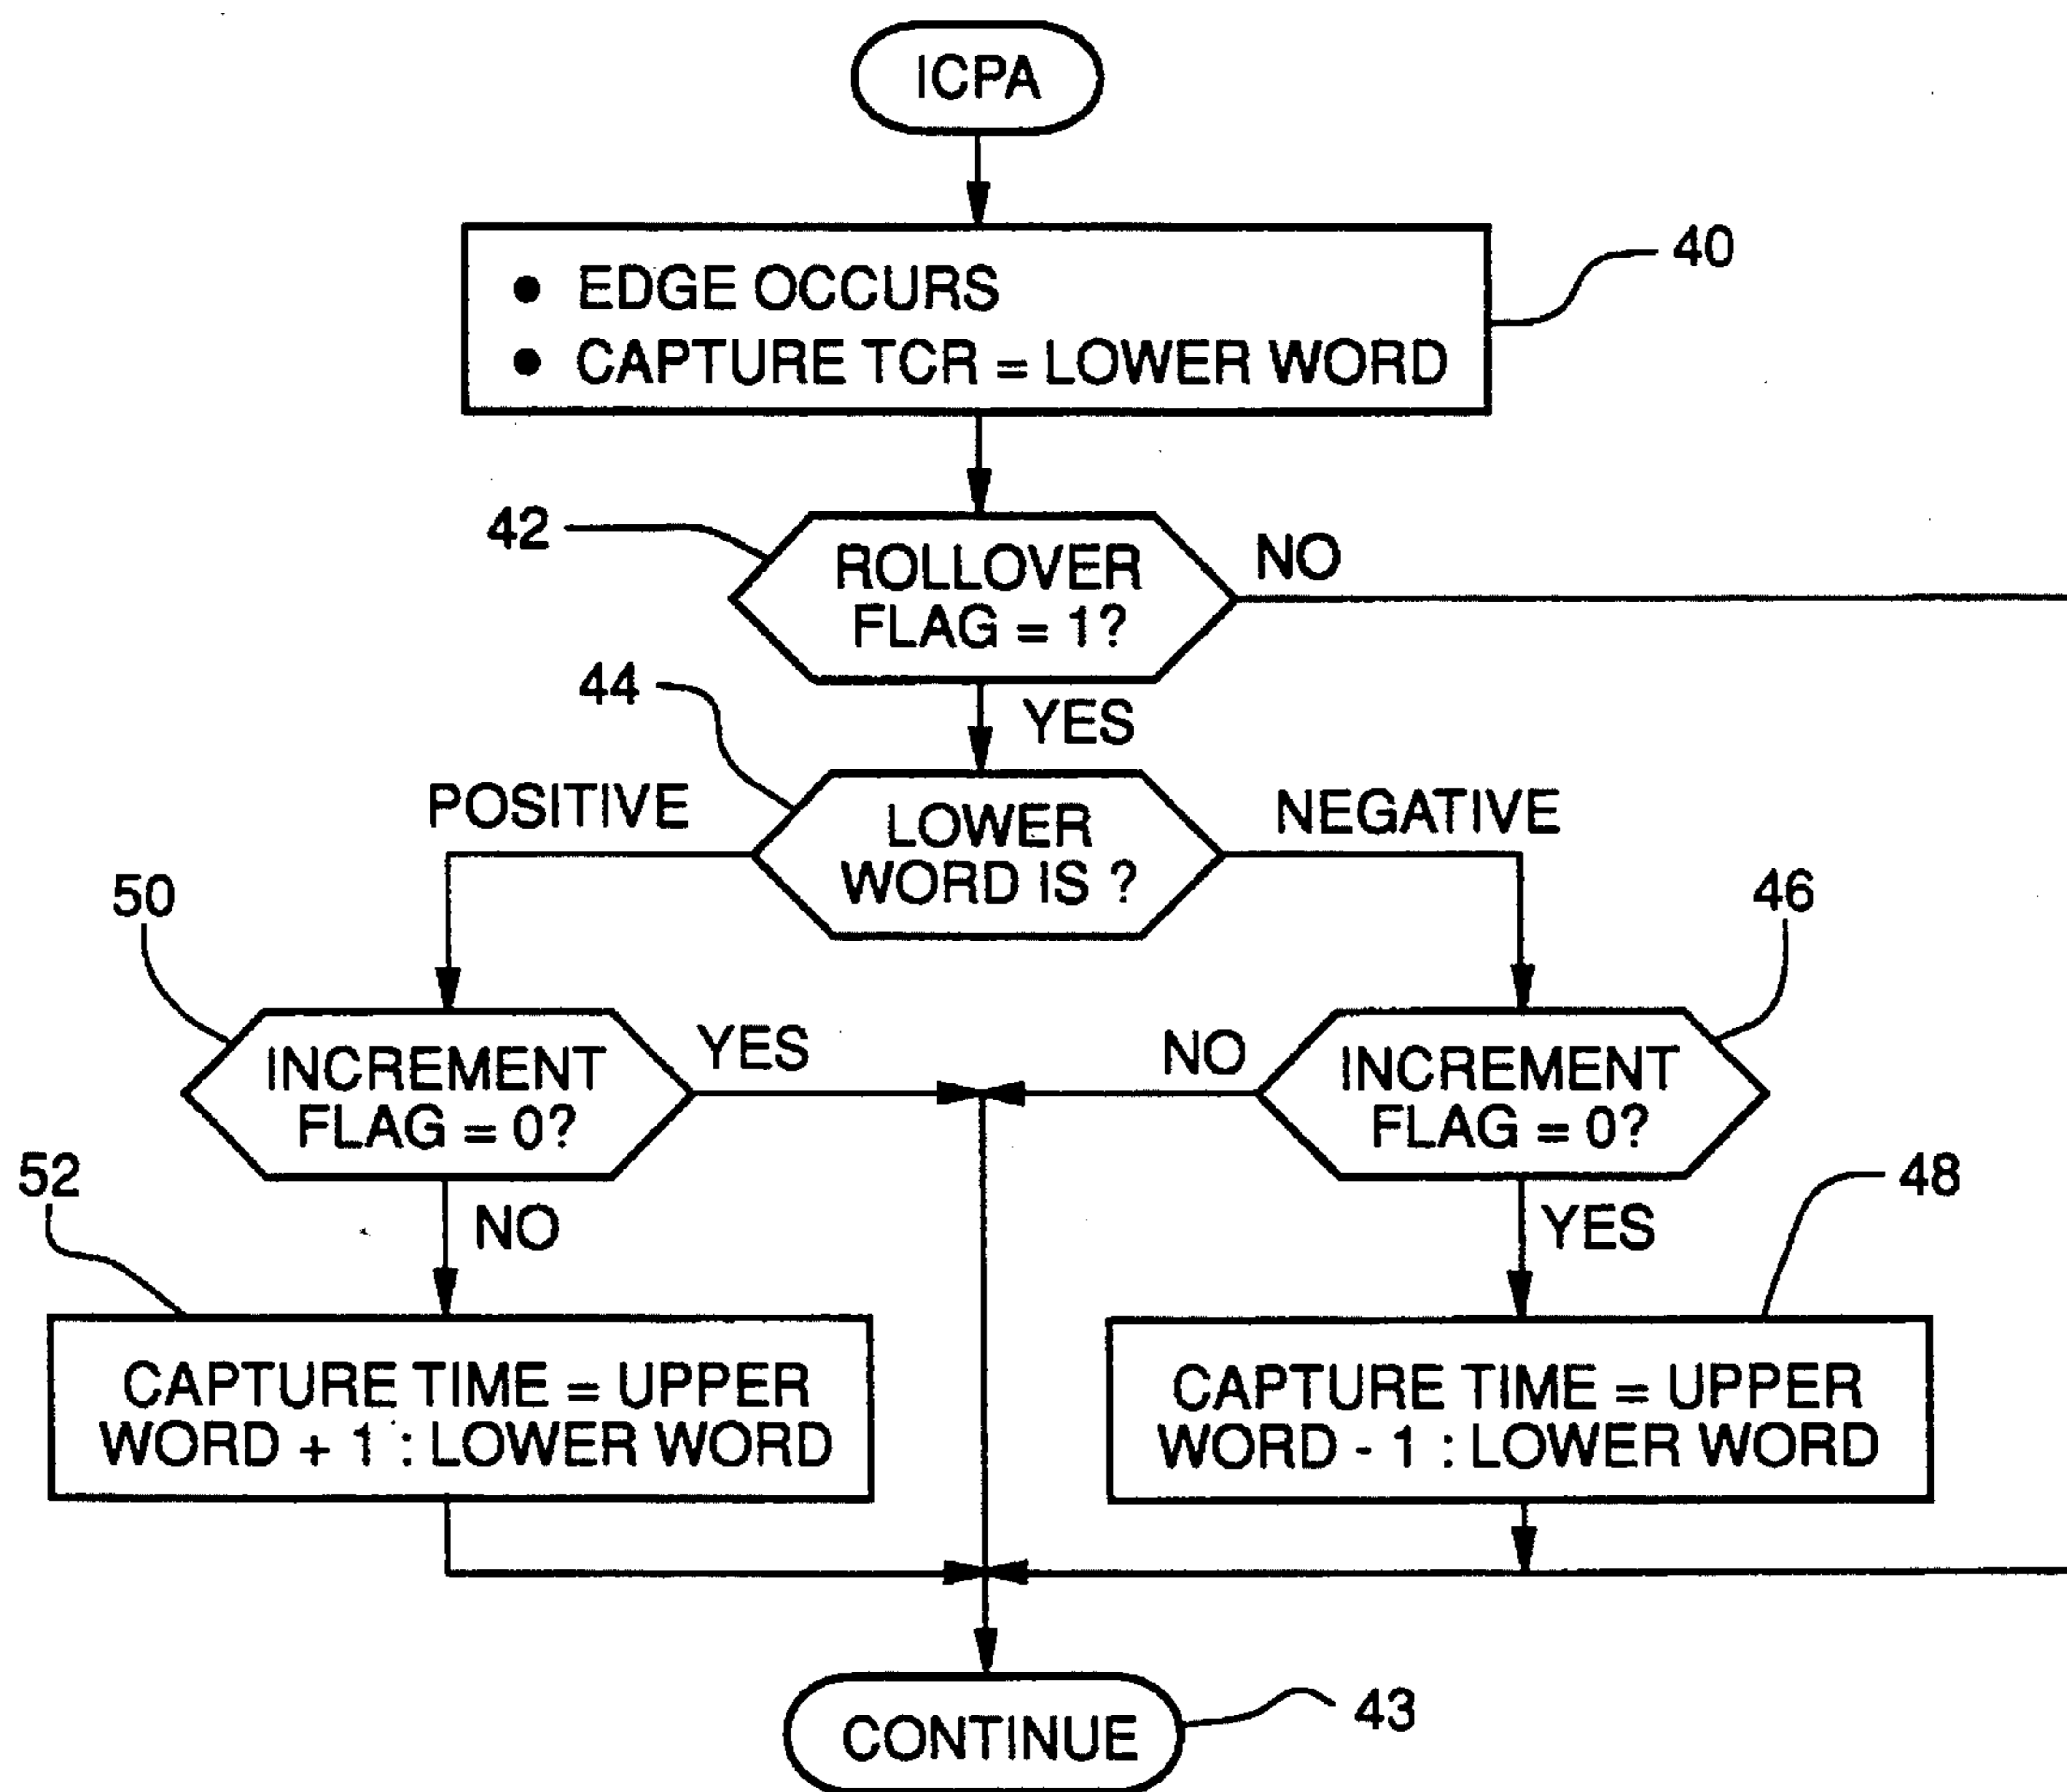 ICPA
● EDGE OCCURS
● CAPTURE TCR = LOWER WORD
40
42
ROLLOVER
FLAG = 1?
NO
44
YES
POSITIVE
LOWER
WORD IS ?
NEGATIVE
50
46
INCREMENT
FLAG = 0?
YES
NO
INCREMENT
FLAG = 0?
52
NO
YES
48
CAPTURE TIME = UPPER
WORD + 1 : LOWER WORD
CAPTURE TIME = UPPER
WORD - 1 : LOWER WORD
CONTINUE
43